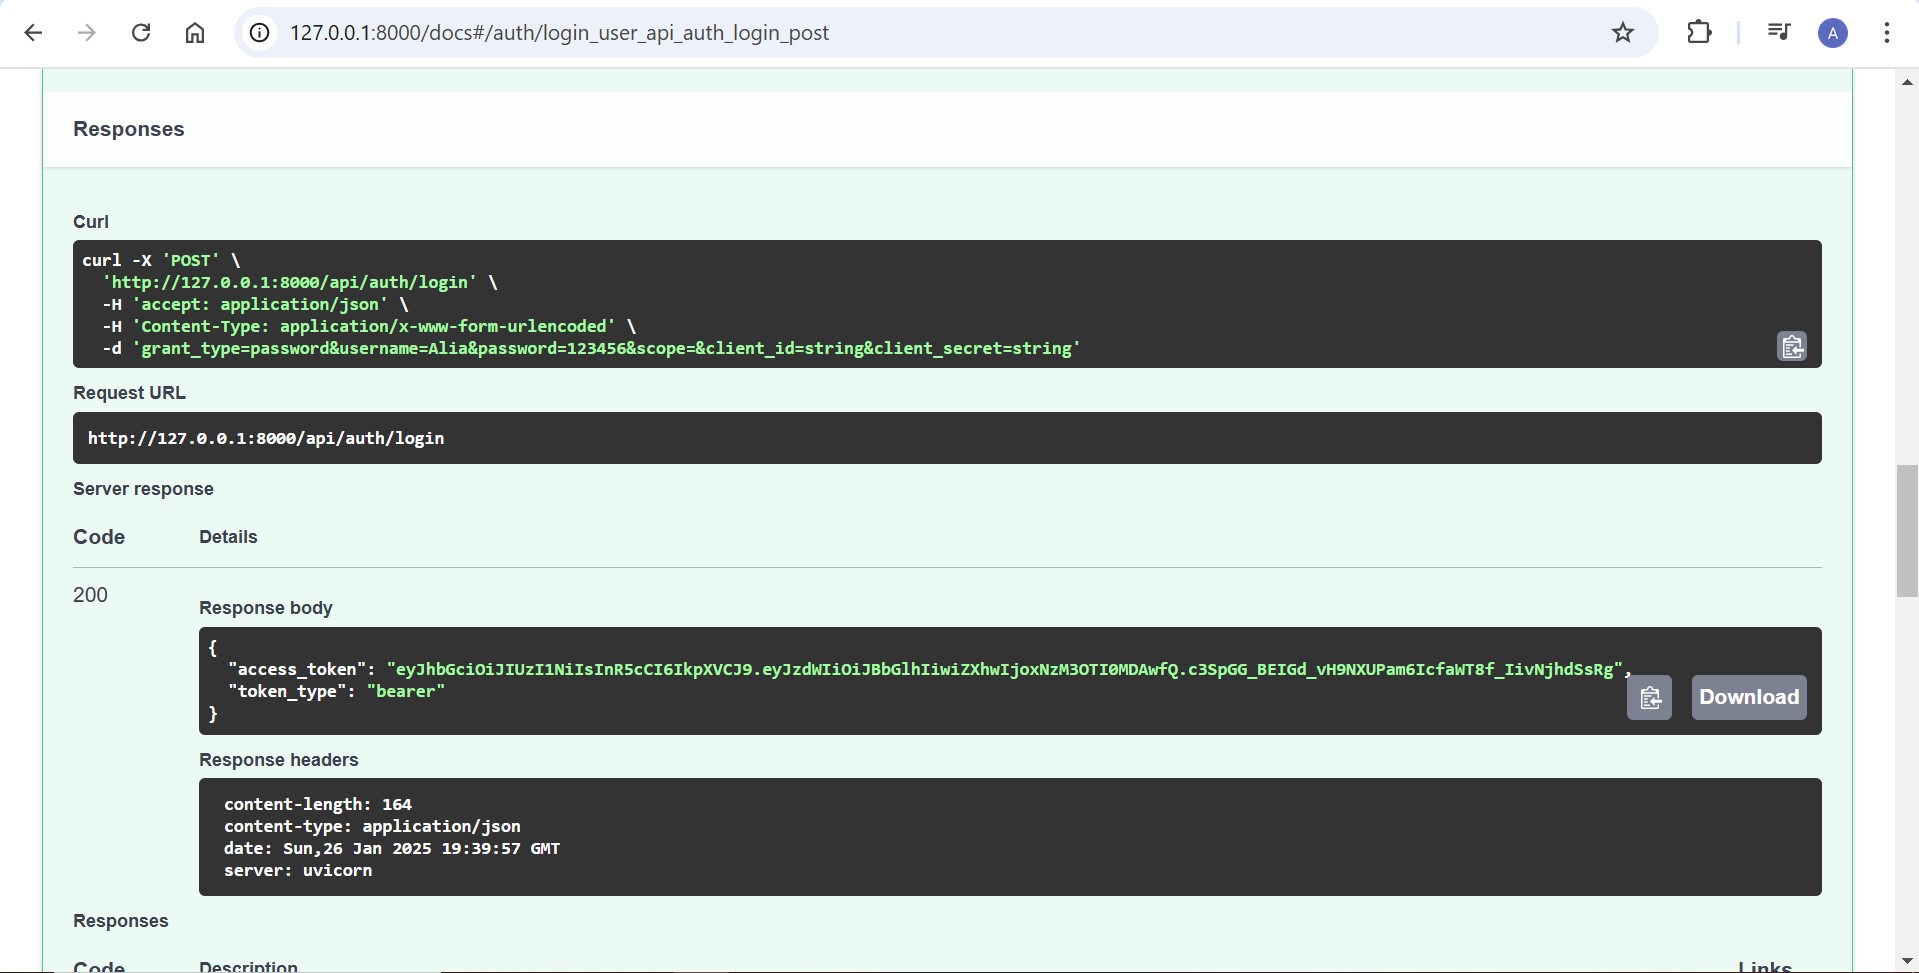 127.0.0.1:8000/docs#/auth/login_user_api_auth_login_post
A
Responses
Curl
curl -X 'POST' \
'http://127.0.0.1:8000/api/auth/login' \
-H 'accept: application/json' \
-H 'Content-Type: application/x-www-form-urlencoded' \
-d 'grant_type=password&username=Alia&password=123456&scope=&client_id=string&client_secret=string'
Request URL
http://127.0.0.1:8000/api/auth/login
Server response
Code Details
200
Response body
{
"access_token": "eyJhbGciOiJIUzI1NiIsInR5cCI6IkpXVCJ9.eyJzdWIiOiJBbGlhIiwiZXhwIjoxNzM3OTI0MDAwfQ.c3SpGG_BEIGd_vH9NXUPam6IcfaWT8f_IivNjhdSsRg",
"token_type": "bearer"
}
Download
Response headers
content-length: 164
content-type: application/json
date: Sun,26 Jan 2025 19:39:57 GMT
server: uvicorn
Responses
Code Description Links